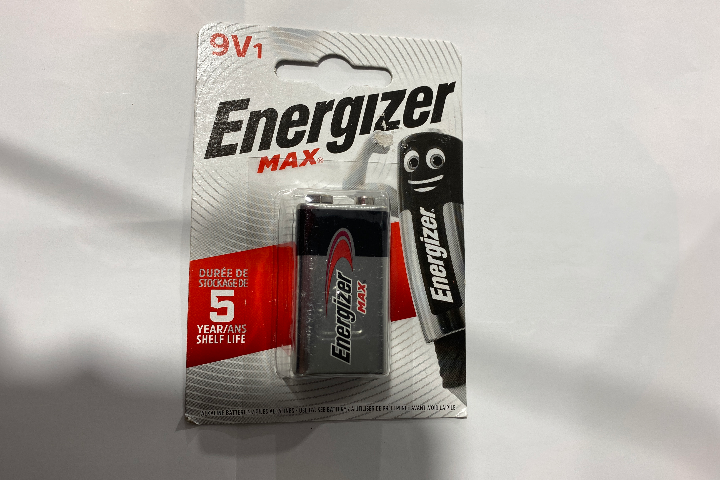 9V1
Energizer
MAX
Energizer
Energizer
MAX
DURÉE DE
STOCKAGE DE
5
YEAR/ANS
SHELF LIFE